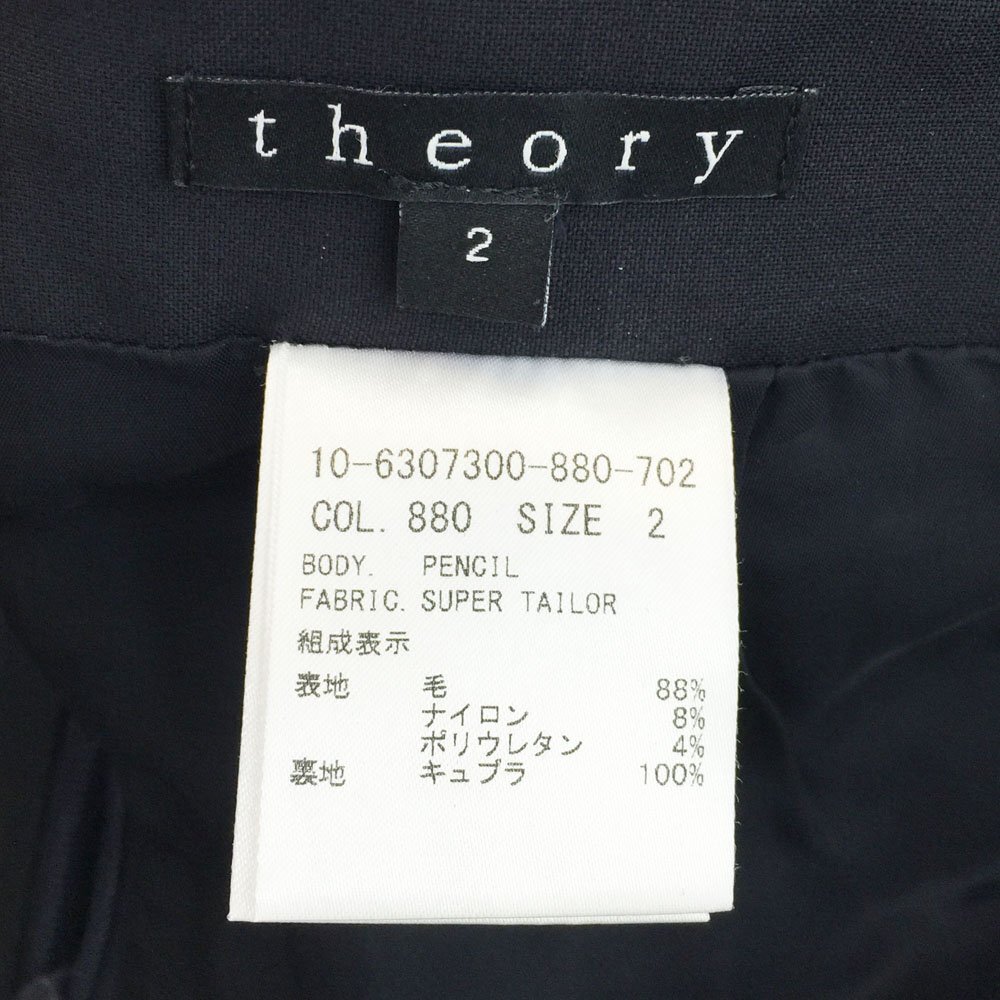 theory
2
10-6307300-880-702
COL. 880 SIZE 2
BODY. PENCIL
FABRIC. SUPER TAILOR
組成表示
表地 毛 88%
ナイロン 8%
ポリウレタン 4%
裏地 キュプラ 100%